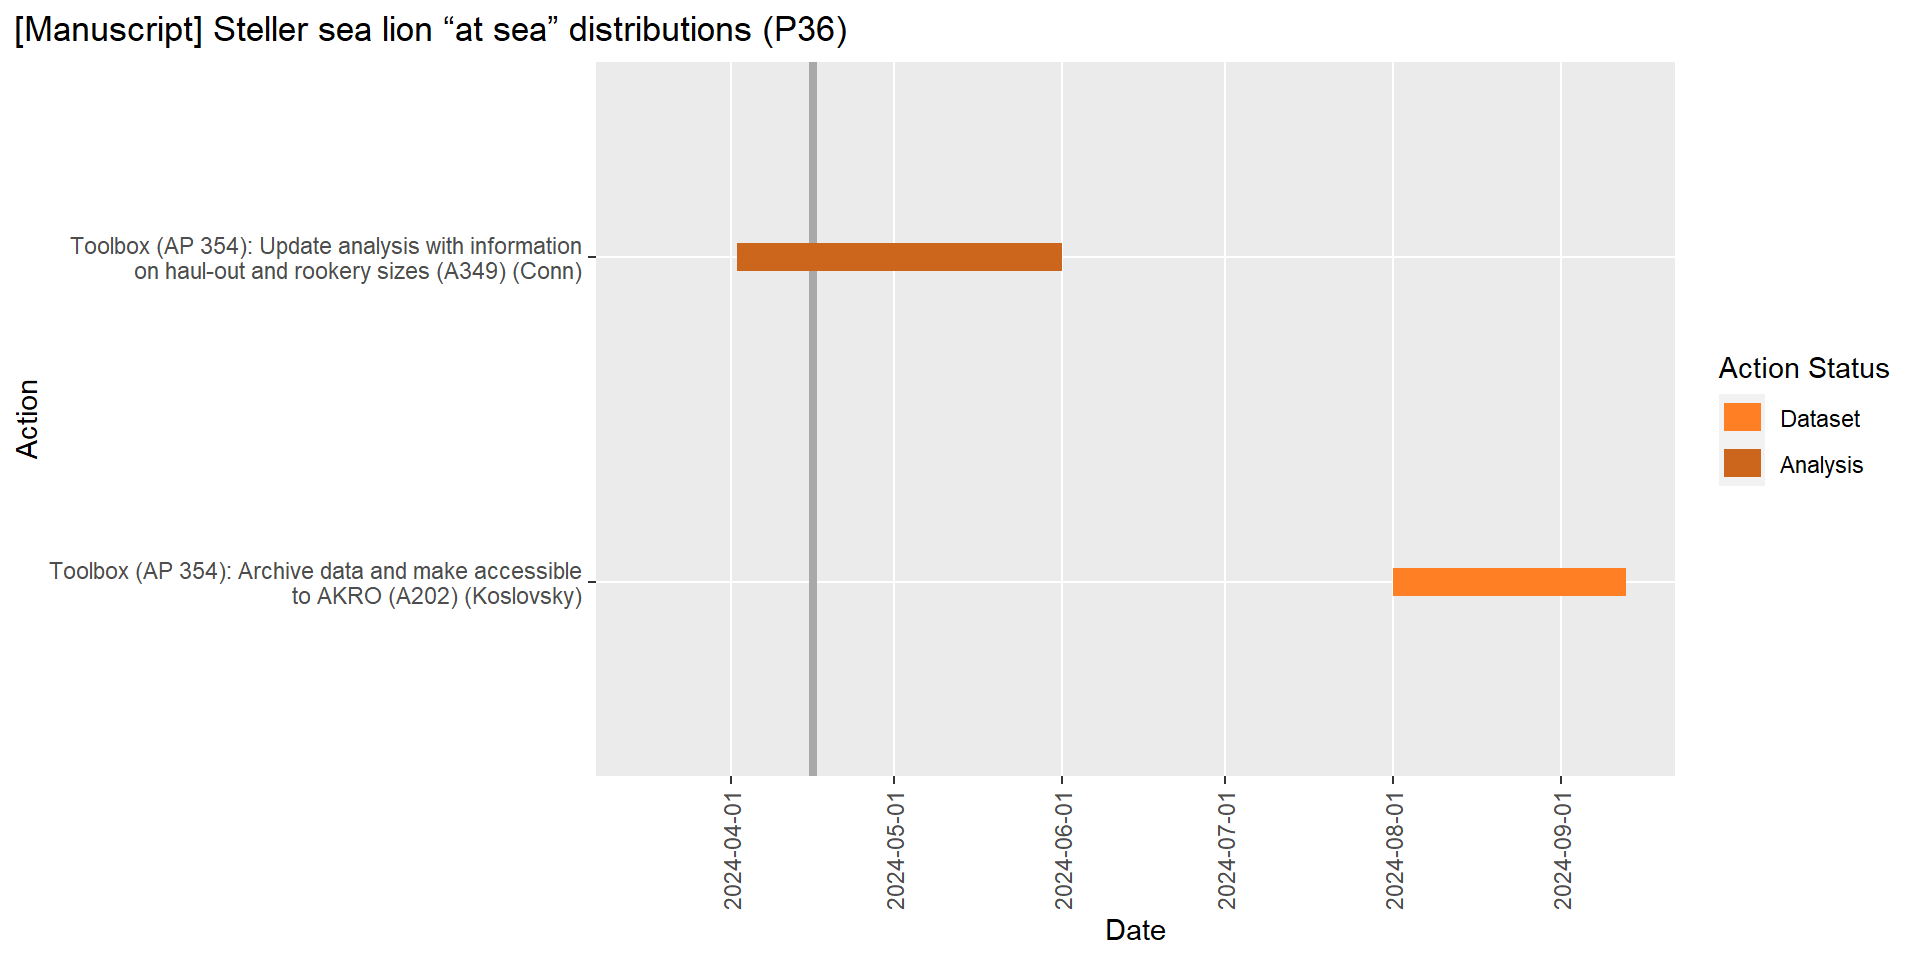 [Manuscript] Steller sea lion “at sea” distributions (P36)
Action
Toolbox (AP 354): Update analysis with information
on haul-out and rookery sizes (A349) (Conn)
Toolbox (AP 354): Archive data and make accessible
to AKRO (A202) (Koslovsky)
2024-04-01
2024-05-01
2024-06-01
2024-07-01
2024-08-01
2024-09-01
Date
Action Status
Dataset
Analysis